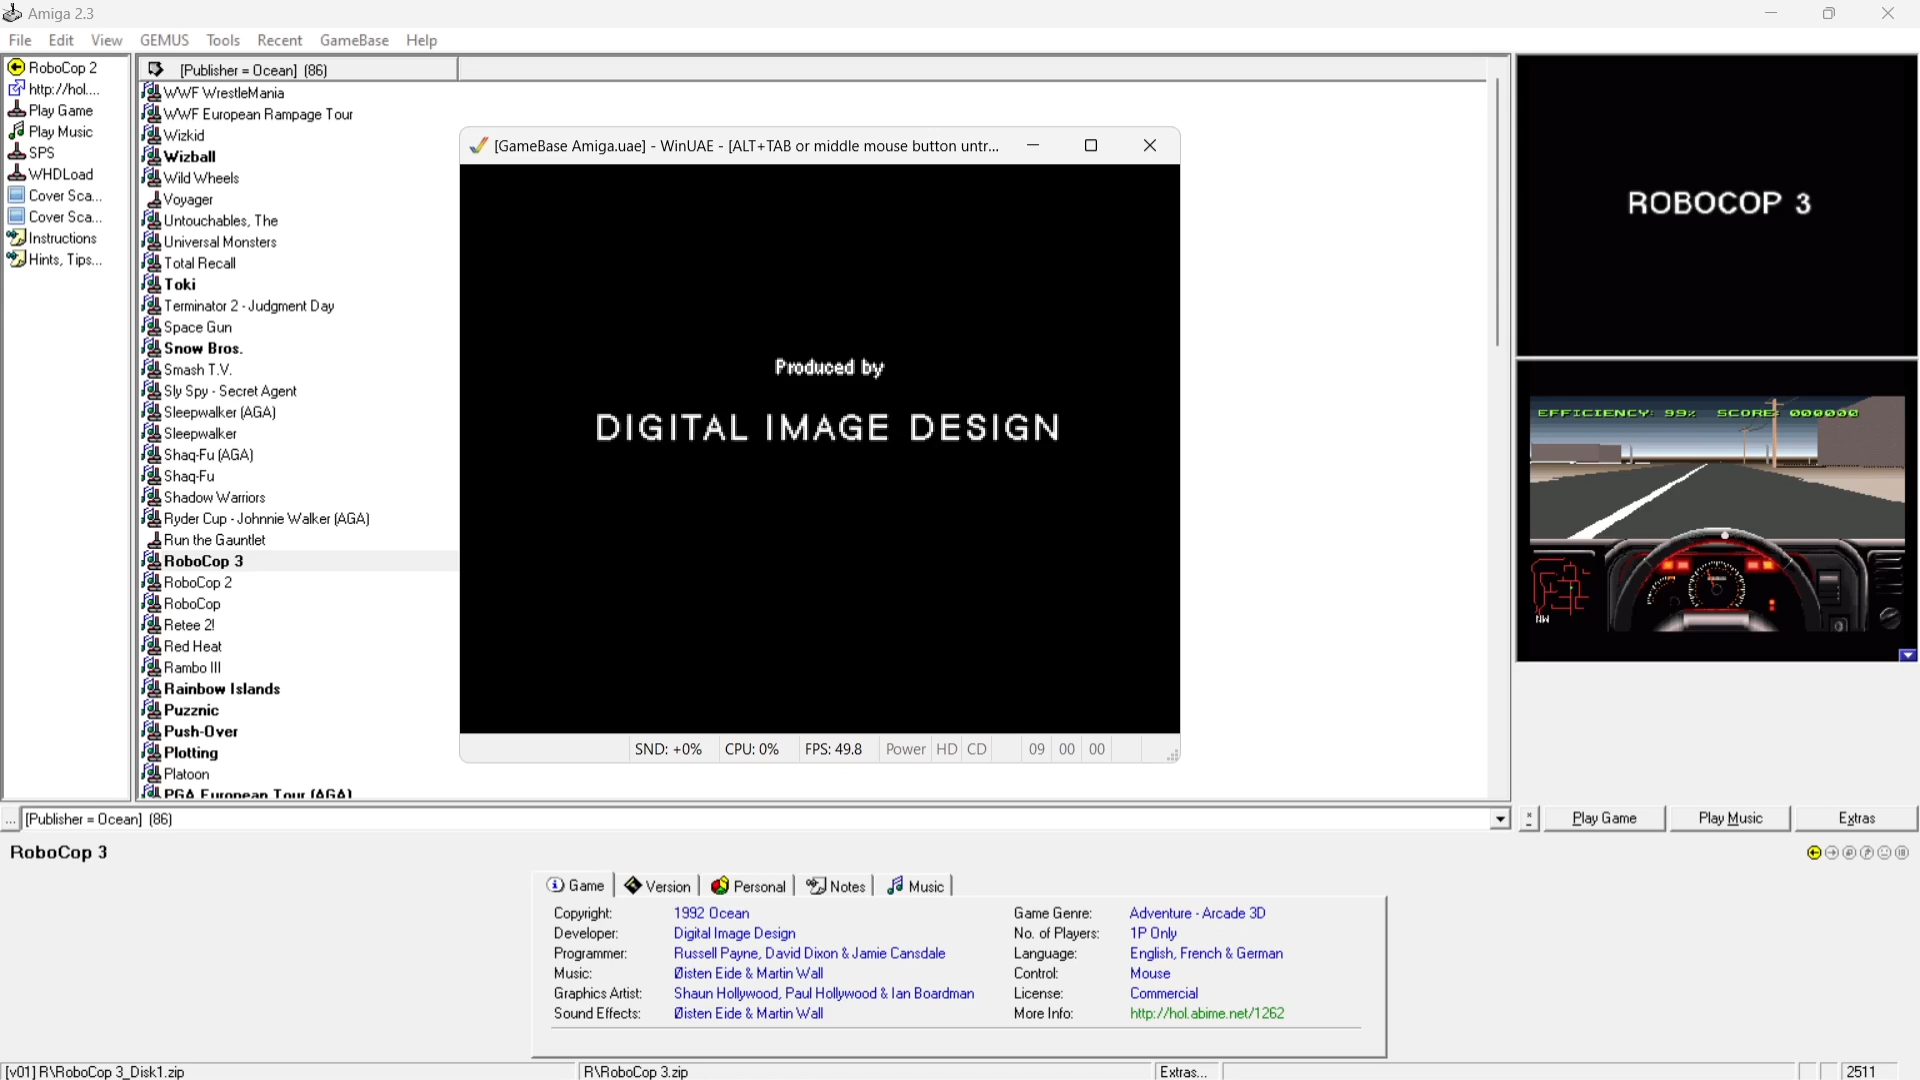 Amiga 2.3
File Edit View GEMUS Tools Recent GameBase Help
RoboCop 2
http://hol....
Play Game
Play Music
SPS
WHDLoad
Cover Sca...
Cover Sca...
Instructions
Hints, Tips...
[Publisher = Ocean] (86)
WWF WrestleMania
WWF European Rampage Tour
Wizkid
Wizball
Wild Wheels
Voyager
Untouchables, The
Universal Monsters
Total Recall
Toki
Terminator 2 - Judgment Day
Space Gun
Snow Bros.
Smash T.V.
Sly Spy - Secret Agent
Sleepwalker (AGA)
Sleepwalker
Shaq-Fu (AGA)
Shaq-Fu
Shadow Warriors
Ryder Cup - Johnnie Walker (AGA)
Run the Gauntlet
RoboCop 3
RoboCop 2
RoboCop
Retee 2!
Red Heat
Rambo III
Rainbow Islands
Puzznic
Push-Over
Plotting
Platoon
PGA European Tour (AGA)
[GameBase Amiga.uae] - WinUAE - [ALT+TAB or middle mouse button untr...
Produced by
DIGITAL IMAGE DESIGN
SND: +0% CPU: 0% FPS: 49.8 Power HD CD 09 00 00
ROBOCOP 3
EFFICIENCY: 99% SCORE: 000000
NW
... [Publisher = Ocean] (86)
Play Game Play Music Extras
RoboCop 3
Game Version Personal Notes Music
Copyright: 1992 Ocean
Developer: Digital Image Design
Programmer: Russell Payne, David Dixon & Jamie Cansdale
Music: Øisten Eide & Martin Wall
Graphics Artist: Shaun Hollywood, Paul Hollywood & Ian Boardman
Sound Effects: Øisten Eide & Martin Wall
Game Genre: Adventure - Arcade 3D
No. of Players: 1P Only
Language: English, French & German
Control: Mouse
License: Commercial
More Info: http://hol.abime.net/1262
[v01] R\RoboCop 3_Disk1.zip R\RoboCop 3.zip Extras... 2511